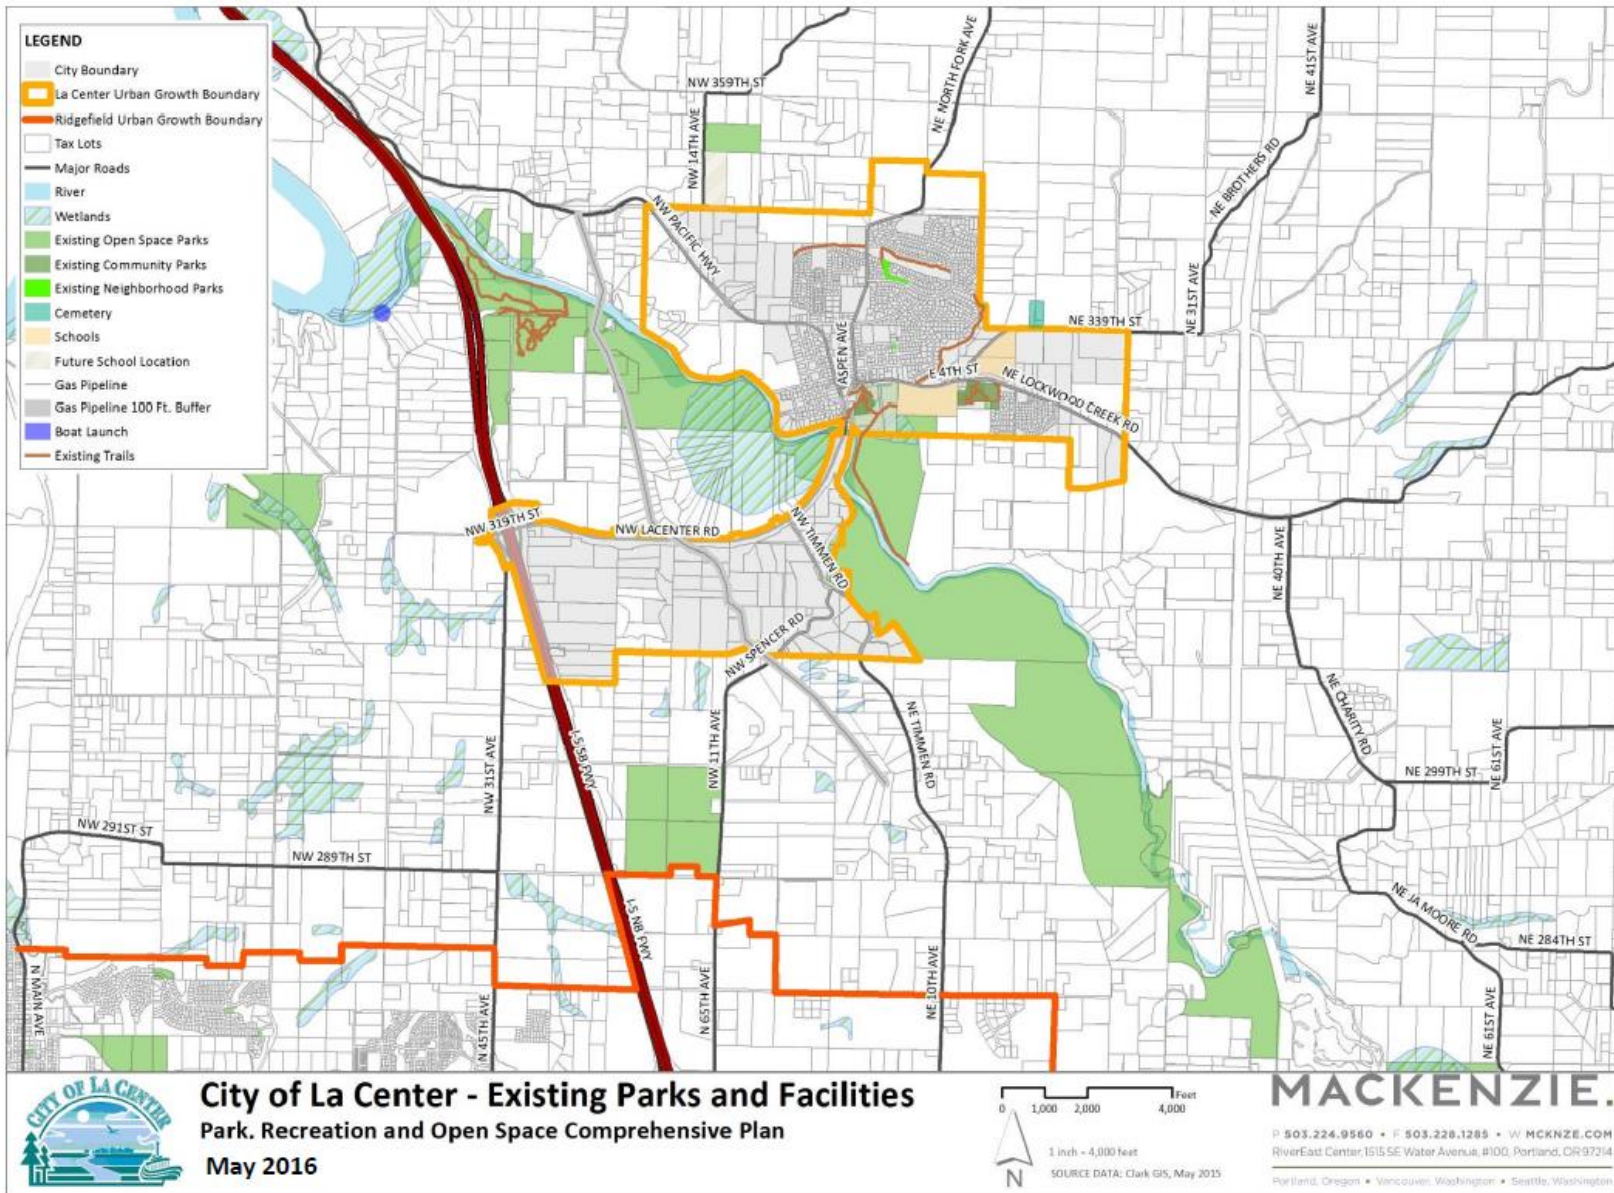 LEGEND
City Boundary
La Center Urban Growth Boundary
Ridgefield Urban Growth Boundary
Tax Lots
Major Roads
River
Wetlands
Existing Open Space Parks
Existing Community Parks
Existing Neighborhood Parks
Cemetery
Schools
Future School Location
Gas Pipeline
Gas Pipeline 100 Ft. Buffer
Boat Launch
Existing Trails
NW 359TH ST
NW 14TH AVE
NE NORTH FORK AVE
NE 41ST AVE
NE BROTHERS RD
NW PACIFIC HWY
NE 31ST AVE
NE 339TH ST
ASPEN AVE
E 4TH ST
NE LOCKWOOD CREEK RD
NW 319TH ST
NW LACENTER RD
NW TIMMEN RD
NE 40TH AVE
NW SPENCER RD
NE CHARITY RD
NE TIMMEN RD
NW 11TH AVE
I-5 SB FWY
NW 31ST AVE
NE 61ST AVE
NE 299TH ST
NW 291ST ST
NW 289TH ST
NE JA MOORE RD
NE 284TH ST
I-5 NB FWY
N MAIN AVE
N 45TH AVE
N 65TH AVE
NE 10TH AVE
NE 61ST AVE
CITY OF LA CENTER
City of La Center - Existing Parks and Facilities
Park. Recreation and Open Space Comprehensive Plan
May 2016
0 1,000 2,000 4,000
Feet
N
1 inch = 4,000 feet
SOURCE DATA: Clark GIS, May 2015
MACKENZIE.
P 503.224.9560 • F 503.228.1285 • W MCKNZE.COM
RiverEast Center, 1515 SE Water Avenue, #100, Portland, OR 97214
Portland, Oregon • Vancouver, Washington • Seattle, Washington